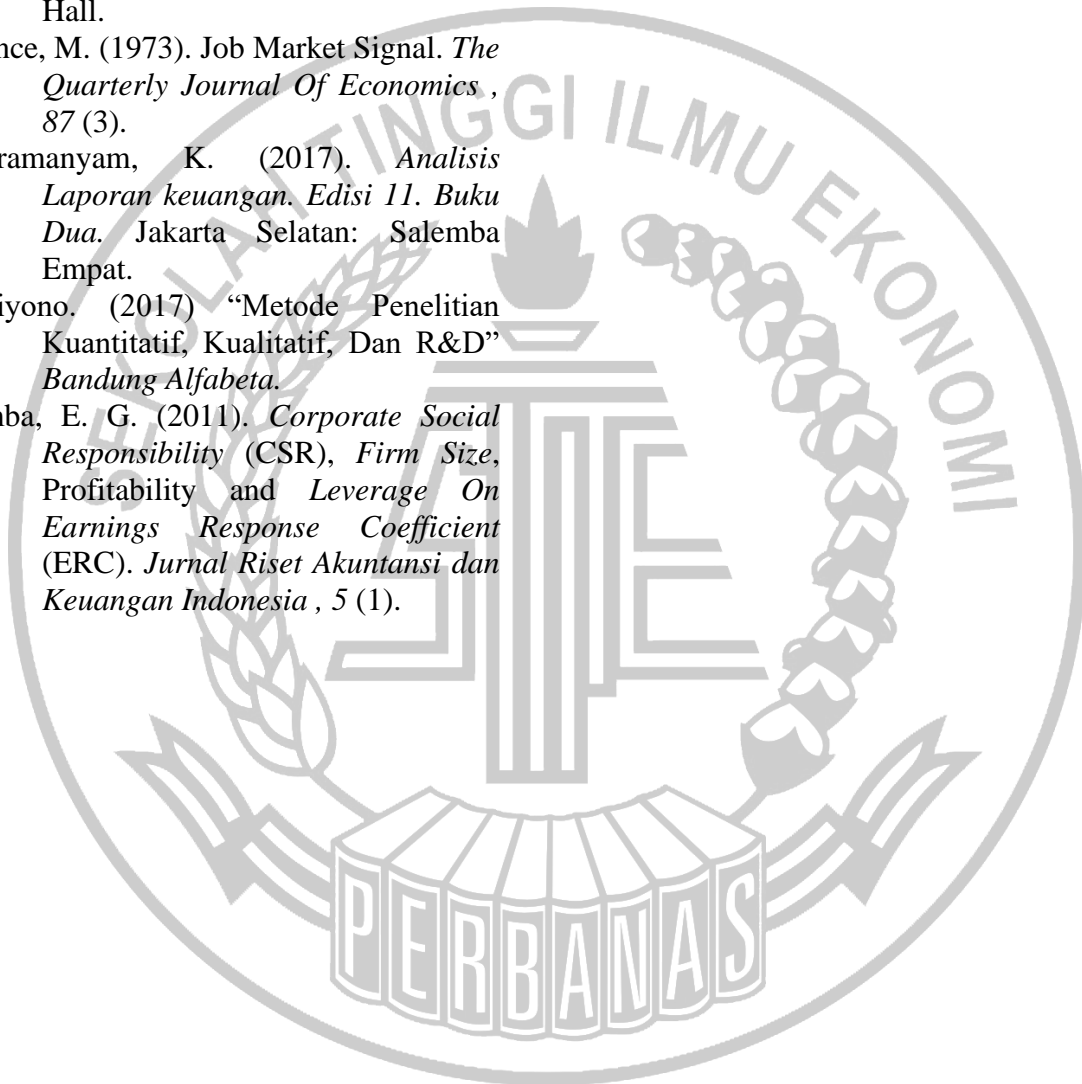 Hall.
nce, M. (1973). Job Market Signal. The
Quarterly Journal Of Economics ,
87 (3).
ramanyam, K. (2017). Analisis
Laporan keuangan. Edisi 11. Buku
Dua. Jakarta Selatan: Salemba
Empat.
iyono. (2017) “Metode Penelitian
Kuantitatif, Kualitatif, Dan R&D”
Bandung Alfabeta.
ba, E. G. (2011). Corporate Social
Responsibility (CSR), Firm Size,
Profitability and Leverage On
Earnings Response Coefficient
(ERC). Jurnal Riset Akuntansi dan
Keuangan Indonesia , 5 (1).
SEKOLAH TINGGI ILMU EKONOMI
PERBANAS